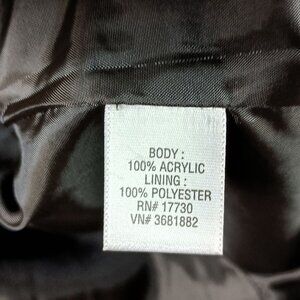 BODY :
100% ACRYLIC
LINING :
100% POLYESTER
RN# 17730
VN# 3681882